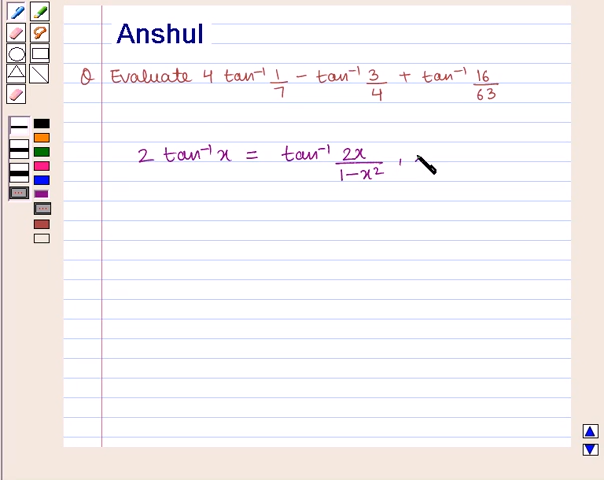 Anshul
Q Evaluate 4 tan⁻¹ 1/7 - tan⁻¹ 3/4 + tan⁻¹ 16/63
2 tan⁻¹ x = tan⁻¹ 2x/1-x² ,